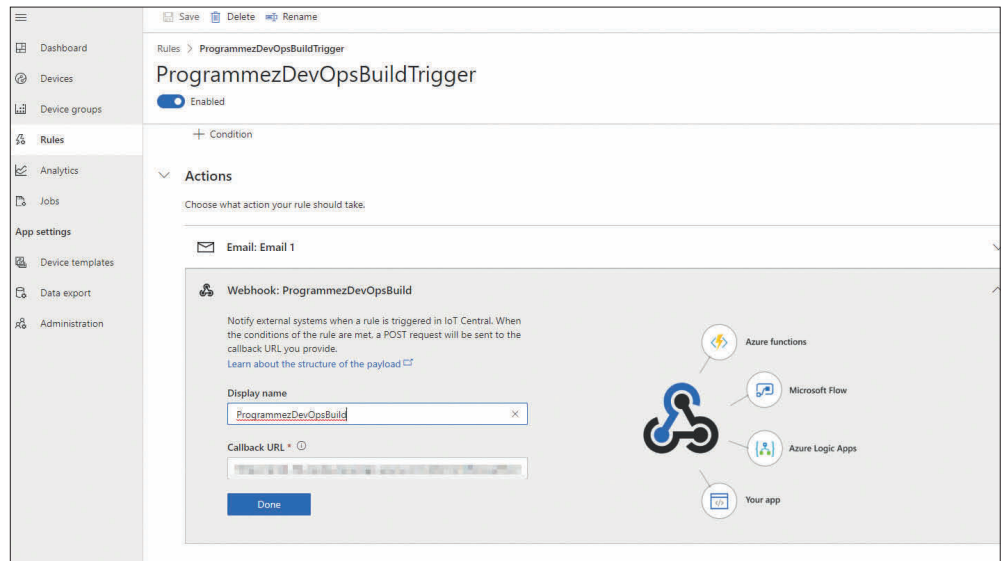 Save Delete Rename
Dashboard
Devices
Device groups
Rules
Analytics
Jobs
App settings
Device templates
Data export
Administration
Rules > ProgrammezDevOpsBuildTrigger
ProgrammezDevOpsBuildTrigger
Enabled
+ Condition
Actions
Choose what action your rule should take.
Email: Email 1
Webhook: ProgrammezDevOpsBuild
Notify external systems when a rule is triggered in IoT Central. When
the conditions of the rule are met, a POST request will be sent to the
callback URL you provide.
Learn about the structure of the payload
Display name
ProgrammezDevOpsBuild
Callback URL *
Done
Azure functions
Microsoft Flow
Azure Logic Apps
Your app